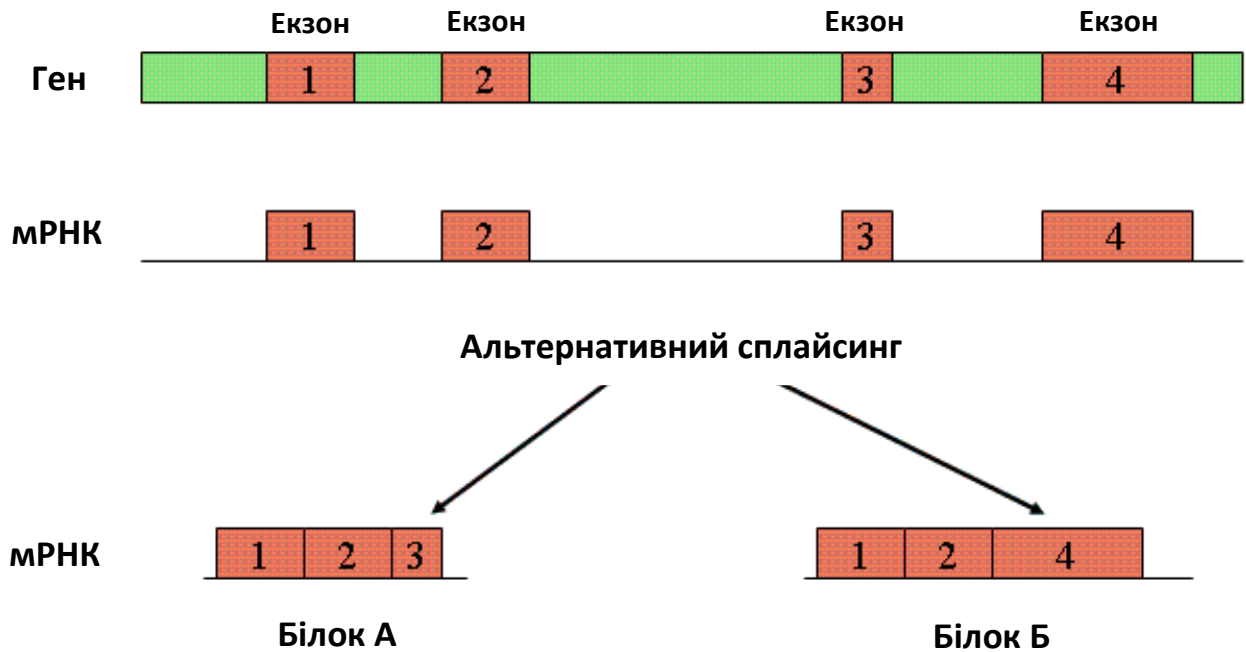 Екзон Екзон Екзон Екзон
Ген 1 2 3 4
мРНК 1 2 3 4
Альтернативний сплайсинг
мРНК 1 2 3 1 2 4
Білок А Білок Б